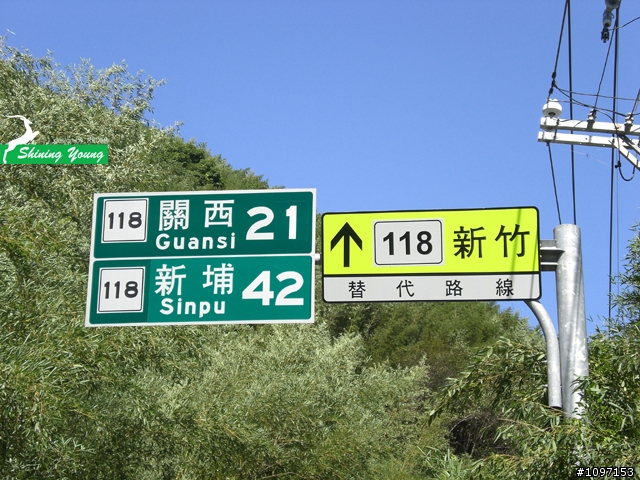 Shining Young
118 關西 21
Guansi
118 新埔 42
Sinpu
118 新竹
替代路線
#1097153